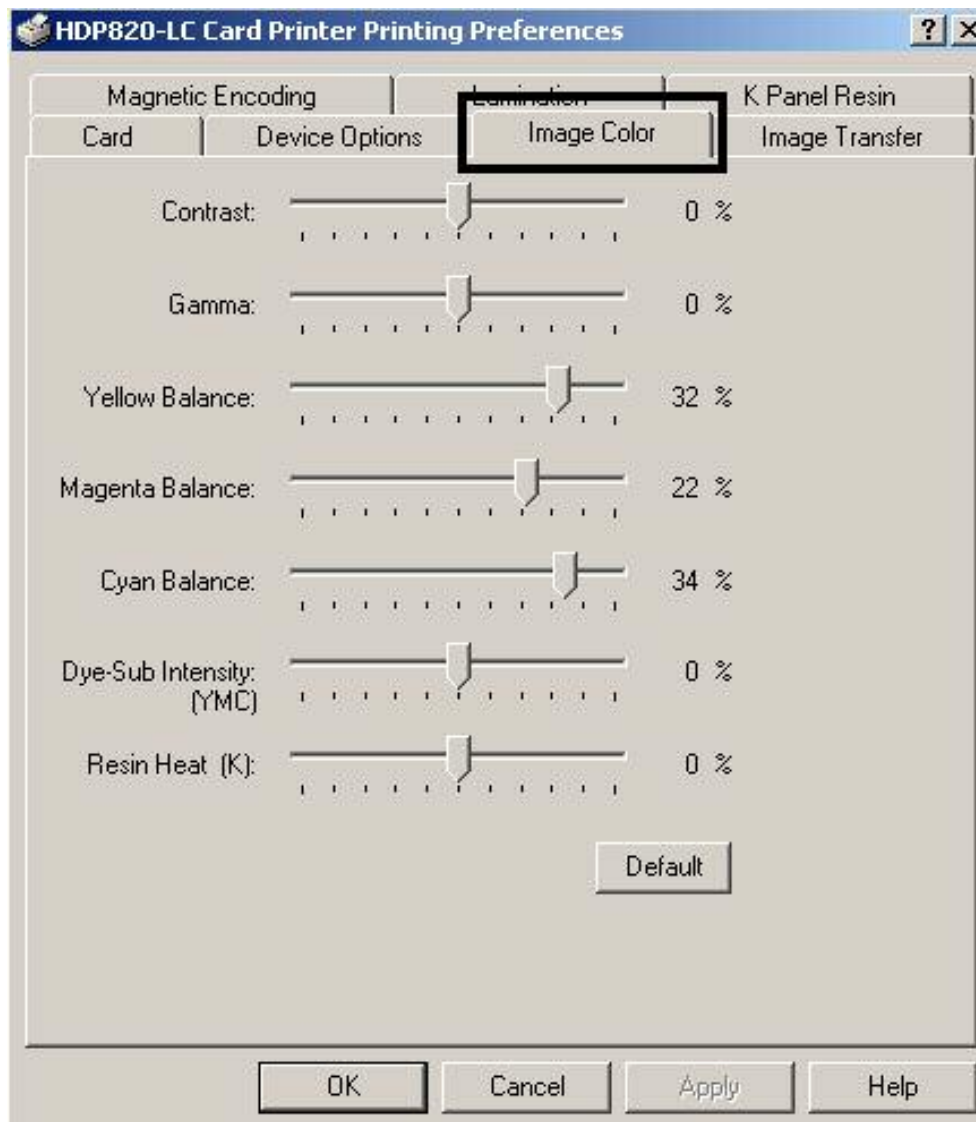 HDP820-LC Card Printer Printing Preferences
Magnetic Encoding Lamination K Panel Resin
Card Device Options Image Color Image Transfer
Contrast: 0 %
Gamma: 0 %
Yellow Balance: 32 %
Magenta Balance: 22 %
Cyan Balance: 34 %
Dye-Sub Intensity: 0 %
(YMC)
Resin Heat (K): 0 %
Default
OK Cancel Apply Help